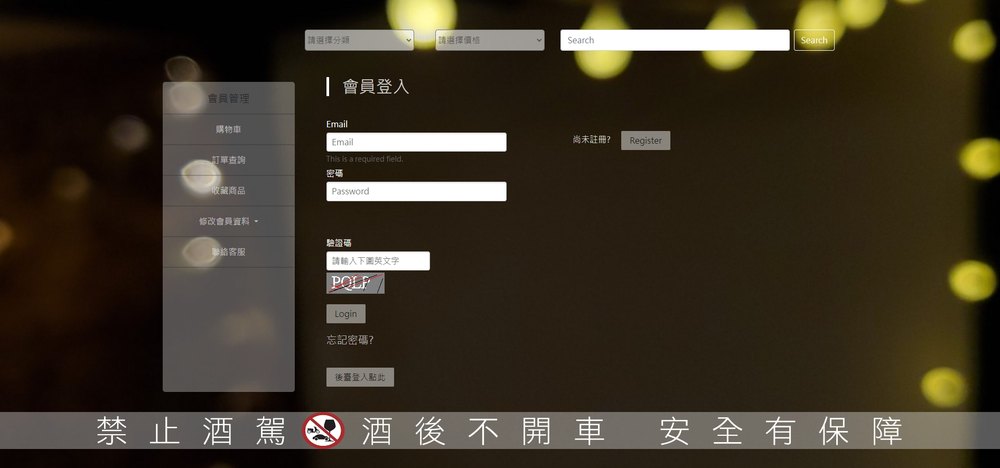 請選擇分類
請選擇價格
Search
Search
會員登入
會員管理
購物車
訂單查詢
收藏商品
修改會員資料
聯絡客服
Email
Email
This is a required field.
尚未註冊?
Register
密碼
Password
驗證碼
請輸入下圖英文字
PQLP
Login
忘記密碼?
後臺登入點此
禁止酒駕 酒後不開車 安全有保障